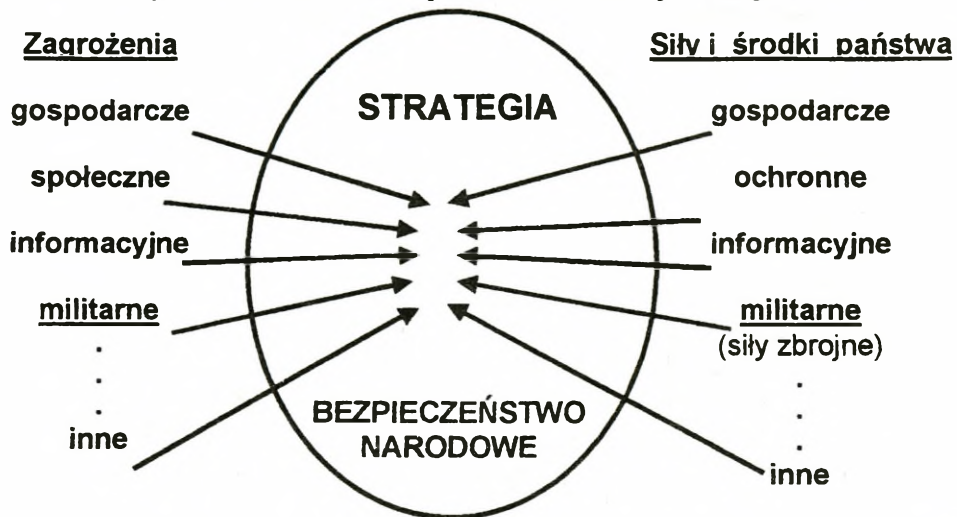 Zagrożenia
gospodarcze
społeczne
informacyjne
militarne
.
.
.
inne
STRATEGIA
BEZPIECZEŃSTWO
NARODOWE
Siły i środki państwa
gospodarcze
ochronne
informacyjne
militarne
(siły zbrojne)
.
.
.
inne